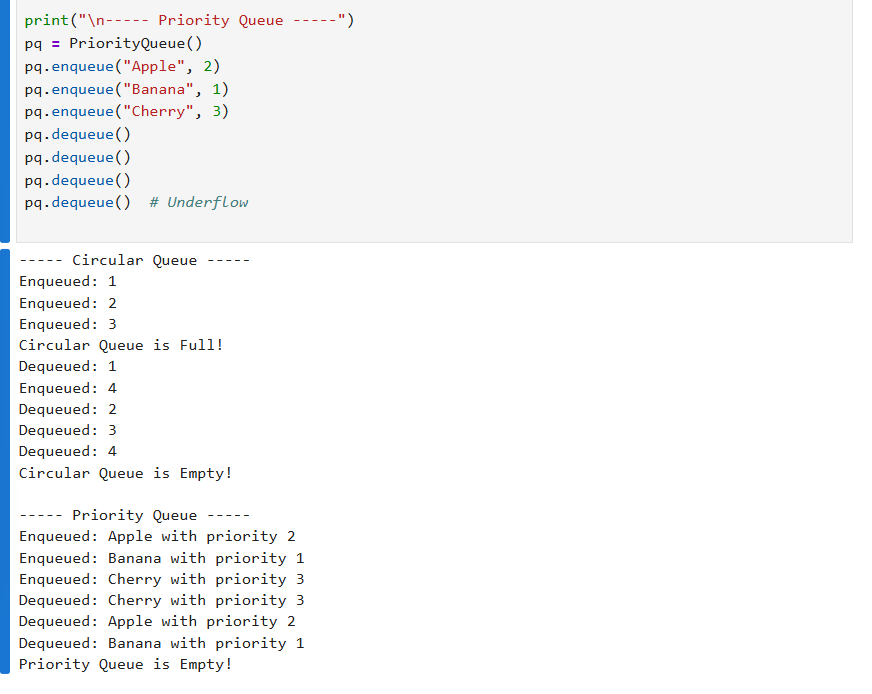 print("\n----- Priority Queue -----")
pq = PriorityQueue()
pq.enqueue("Apple", 2)
pq.enqueue("Banana", 1)
pq.enqueue("Cherry", 3)
pq.dequeue()
pq.dequeue()
pq.dequeue()
pq.dequeue()  # Underflow
----- Circular Queue -----
Enqueued: 1
Enqueued: 2
Enqueued: 3
Circular Queue is Full!
Dequeued: 1
Enqueued: 4
Dequeued: 2
Dequeued: 3
Dequeued: 4
Circular Queue is Empty!
----- Priority Queue -----
Enqueued: Apple with priority 2
Enqueued: Banana with priority 1
Enqueued: Cherry with priority 3
Dequeued: Cherry with priority 3
Dequeued: Apple with priority 2
Dequeued: Banana with priority 1
Priority Queue is Empty!